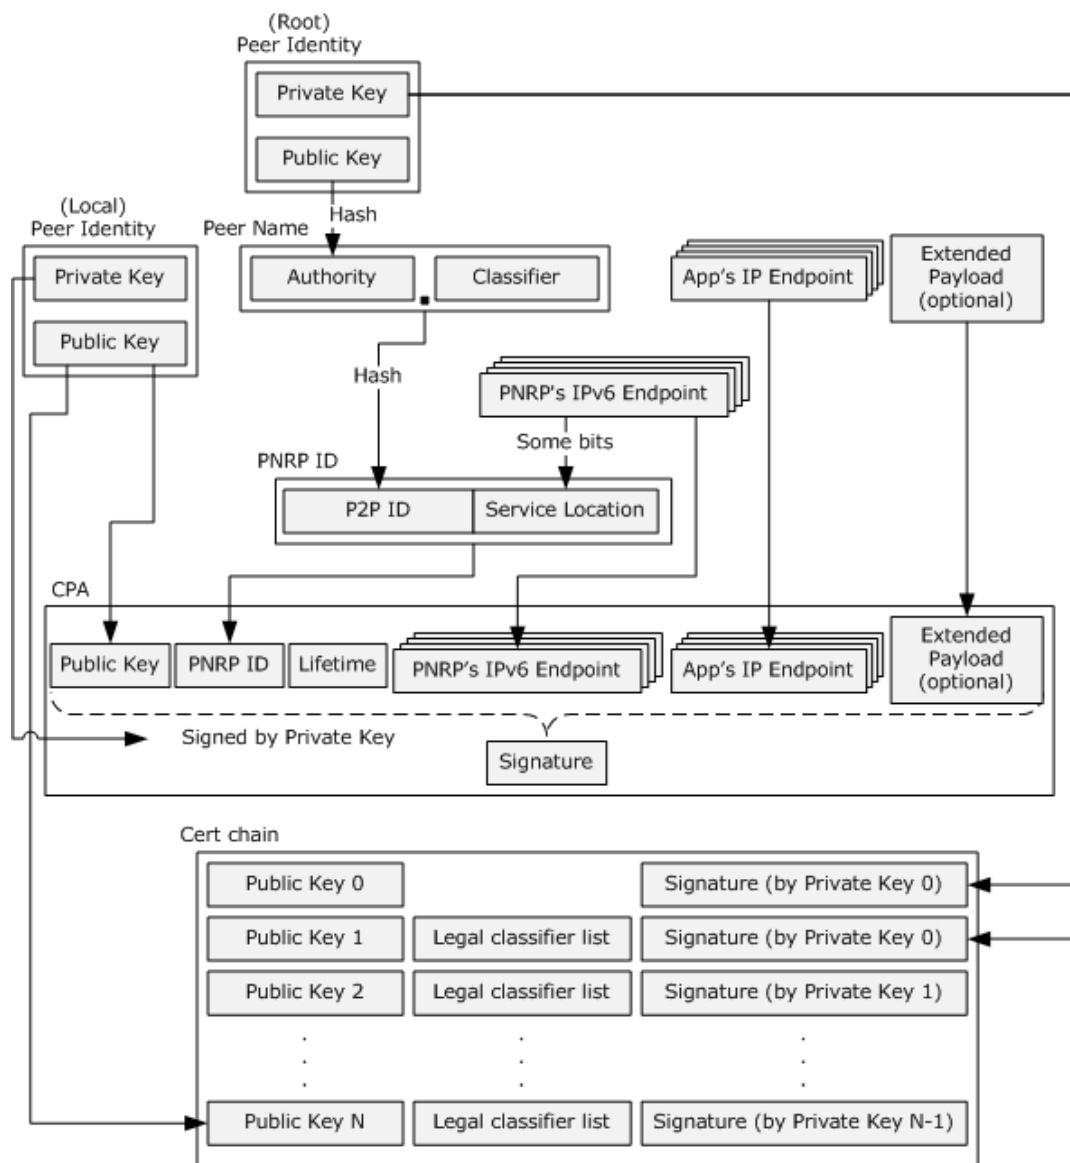 (Root)
Peer Identity
Private Key
Public Key
Hash
(Local)
Peer Identity
Private Key
Public Key
Peer Name
Authority
.
Classifier
App's IP Endpoint
Extended
Payload
(optional)
Hash
PNRP's IPv6 Endpoint
Some bits
PNRP ID
P2P ID
Service Location
CPA
Public Key
PNRP ID
Lifetime
PNRP's IPv6 Endpoint
App's IP Endpoint
Extended
Payload
(optional)
Signed by Private Key
Signature
Cert chain
Public Key 0
Signature (by Private Key 0)
Public Key 1
Legal classifier list
Signature (by Private Key 0)
Public Key 2
Legal classifier list
Signature (by Private Key 1)
Public Key N
Legal classifier list
Signature (by Private Key N-1)